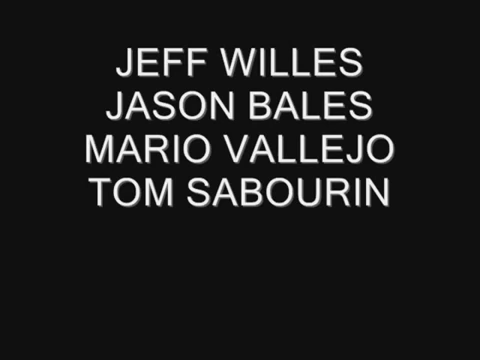 JEFF WILLES
JASON BALES
MARIO VALLEJO
TOM SABOURIN